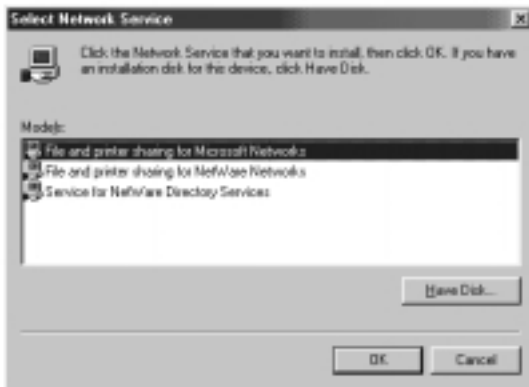 Select Network Service
Click the Network Service that you want to install, then click OK. If you have
an installation disk for this device, click Have Disk.
Models:
File and printer sharing for Microsoft Networks
File and printer sharing for NetWare Networks
Service for NetWare Directory Services
Have Disk...
OK
Cancel